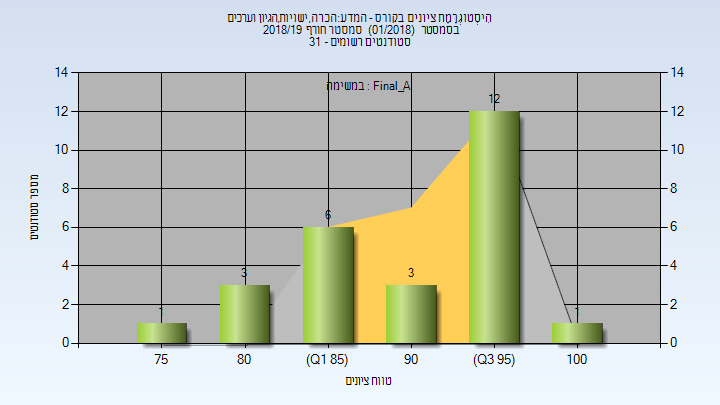 היסטוגרמת ציונים בקורס - המדע:הכרה,ישויות,הגיון וערכים
בסמסטר (01/2018) סמסטר חורף 2018/19
סטודנטים רשומים - 31
במשימה : Final_A
מספר סטודנטים
14 14
12 12
10 10
8 8
6 6
4 4
2 2
0 0
1 3 6 3 12 1
75 80 (Q1 85) 90 (Q3 95) 100
טווח ציונים